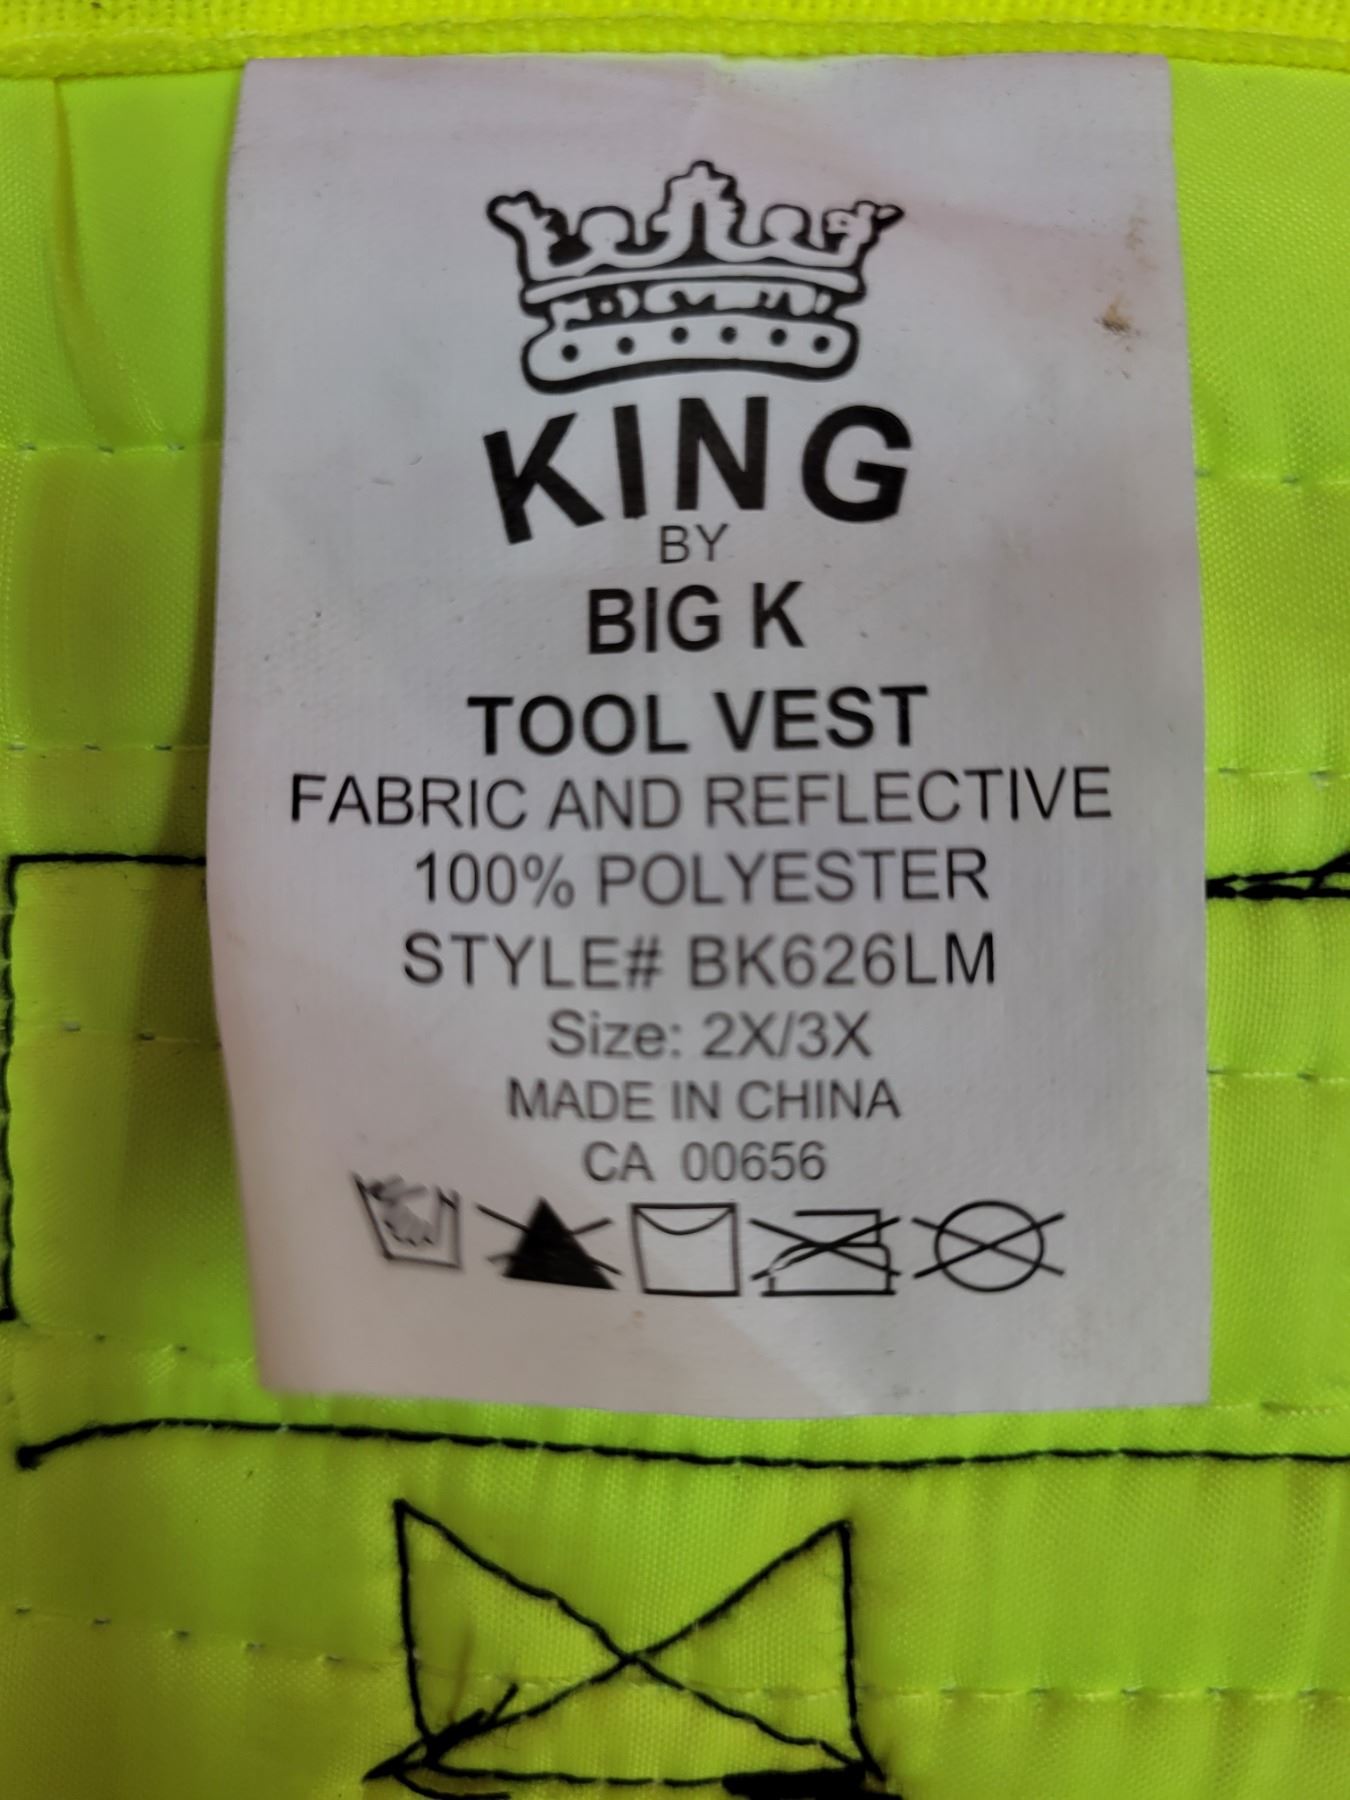 KING
BY
BIG K
TOOL VEST
FABRIC AND REFLECTIVE
100% POLYESTER
STYLE# BK626LM
Size: 2X/3X
MADE IN CHINA
CA 00656